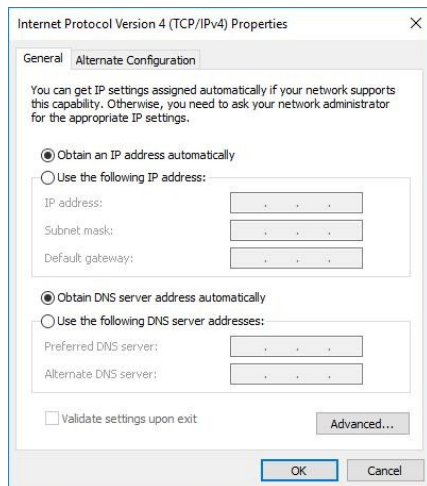 Internet Protocol Version 4 (TCP/IPv4) Properties
General
Alternate Configuration
You can get IP settings assigned automatically if your network supports
this capability. Otherwise, you need to ask your network administrator
for the appropriate IP settings.
Obtain an IP address automatically
Use the following IP address:
IP address:
Subnet mask:
Default gateway:
Obtain DNS server address automatically
Use the following DNS server addresses:
Preferred DNS server:
Alternate DNS server:
Validate settings upon exit
Advanced...
OK
Cancel